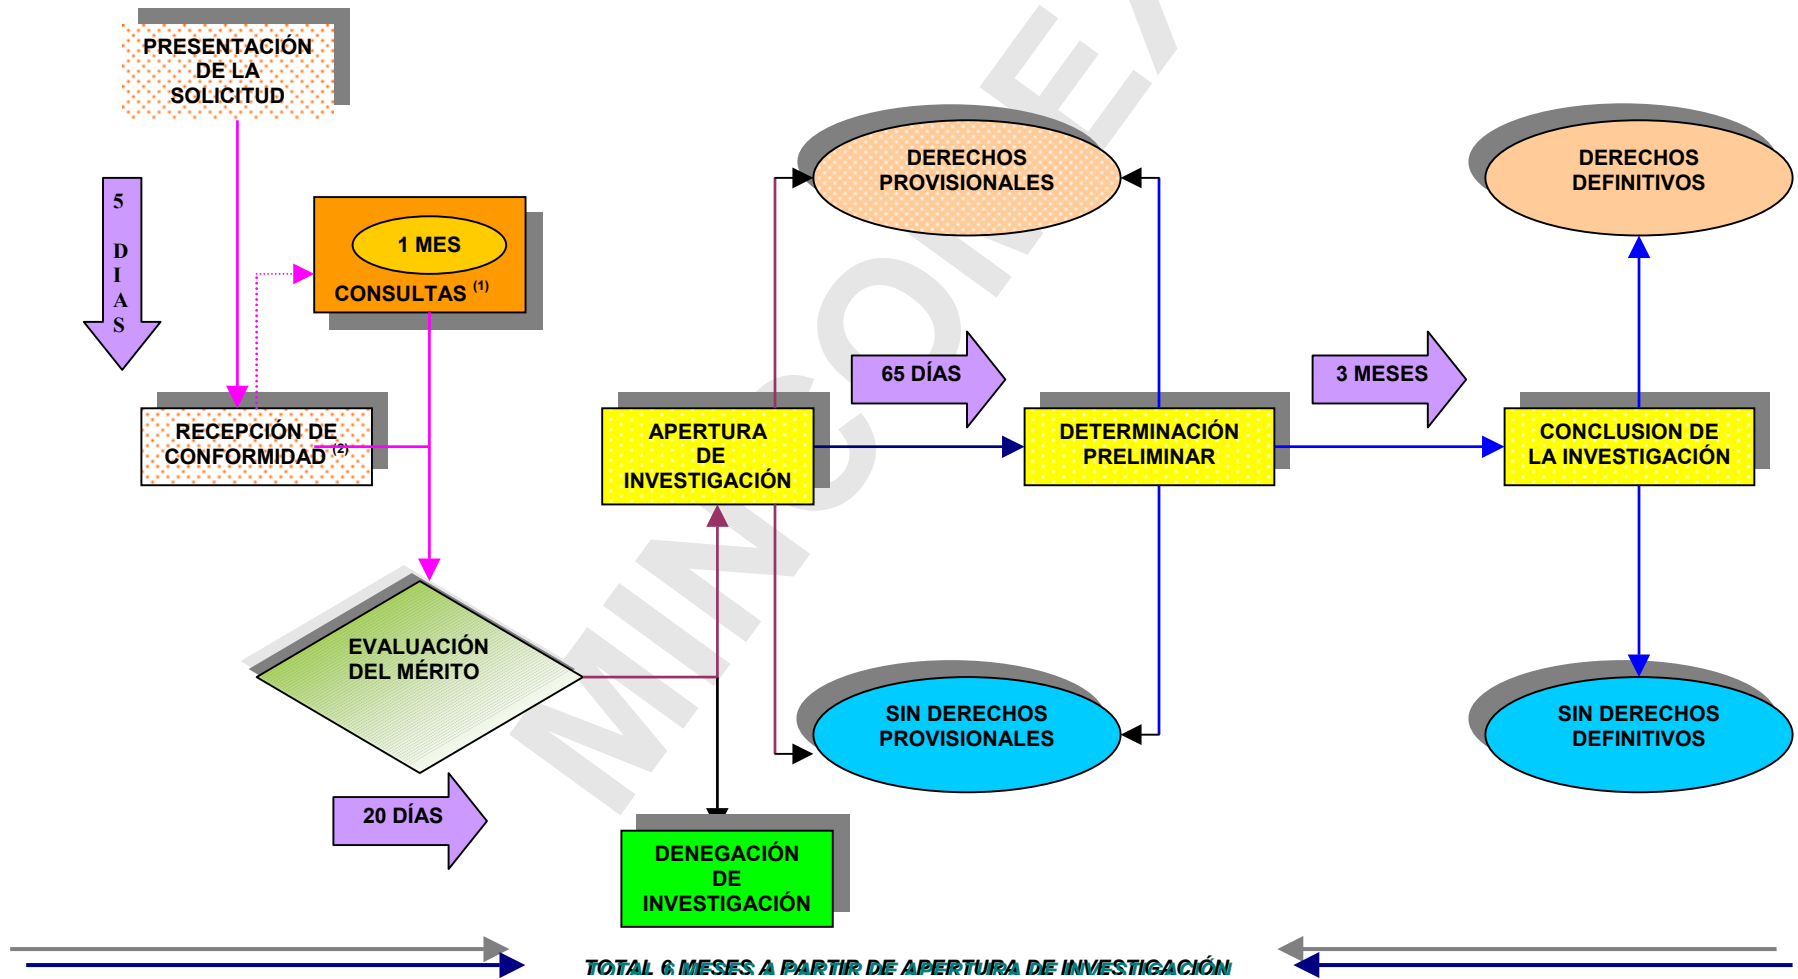 PRESENTACIÓN
DE LA
SOLICITUD
5
D
I
A
S
1 MES
CONSULTAS (1)
RECEPCIÓN DE
CONFORMIDAD (2)
EVALUACIÓN
DEL MÉRITO
20 DÍAS
APERTURA
DE
INVESTIGACIÓN
DENEGACIÓN
DE
INVESTIGACIÓN
DERECHOS
PROVISIONALES
65 DÍAS
DETERMINACIÓN
PRELIMINAR
SIN DERECHOS
PROVISIONALES
3 MESES
DERECHOS
DEFINITIVOS
CONCLUSION DE
LA INVESTIGACIÓN
SIN DERECHOS
DEFINITIVOS
TOTAL 6 MESES A PARTIR DE APERTURA DE INVESTIGACIÓN
MINCOMEX